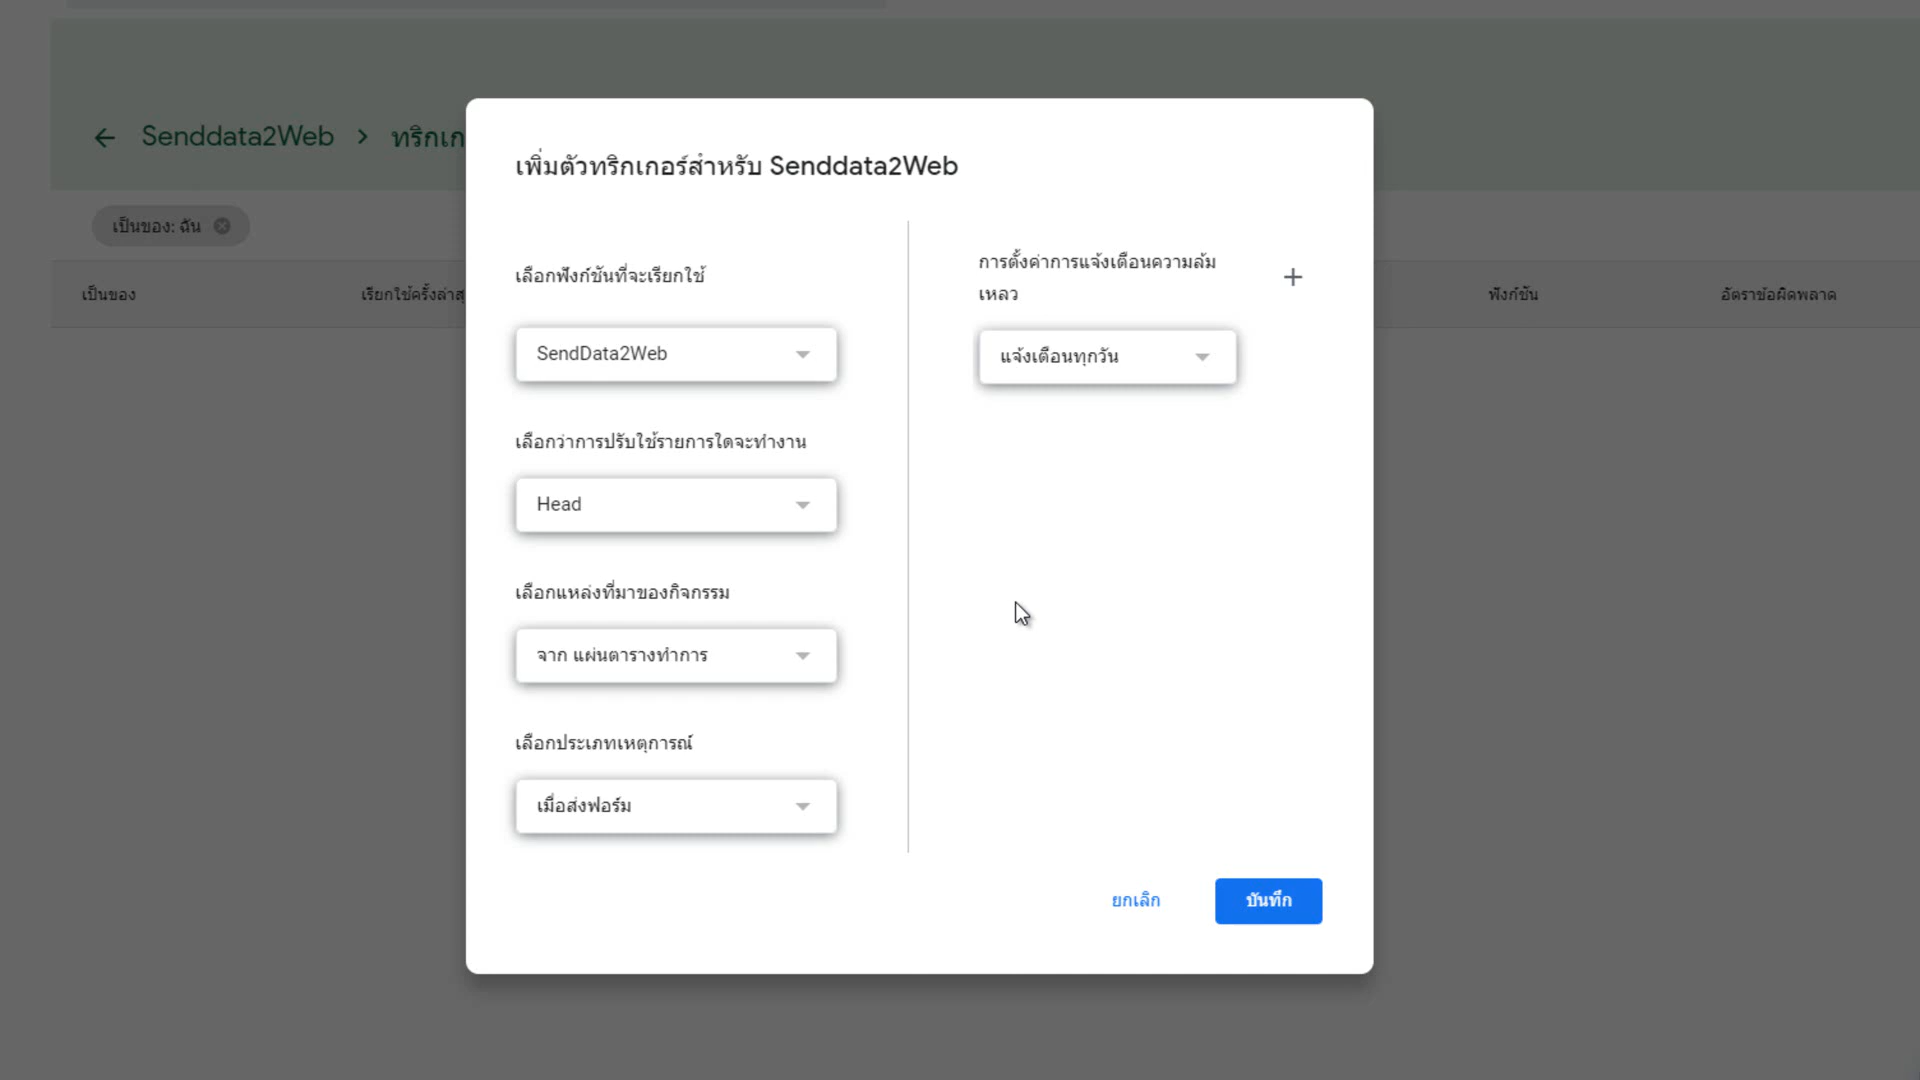 Senddata2Web > ทริกเก
เป็นของ: ฉัน
เป็นของ
เรียกใช้ครั้งล่าสุ
ฟังก์ชัน
อัตราข้อผิดพลาด
เพิ่มตัวทริกเกอร์สำหรับ Senddata2Web
เลือกฟังก์ชันที่จะเรียกใช้
SendData2Web
เลือกว่าการปรับใช้รายการใดจะทำงาน
Head
เลือกแหล่งที่มาของกิจกรรม
จาก แผ่นตารางทำการ
เลือกประเภทเหตุการณ์
เมื่อส่งฟอร์ม
การตั้งค่าการแจ้งเตือนความล้ม
เหลว
แจ้งเตือนทุกวัน
ยกเลิก
บันทึก